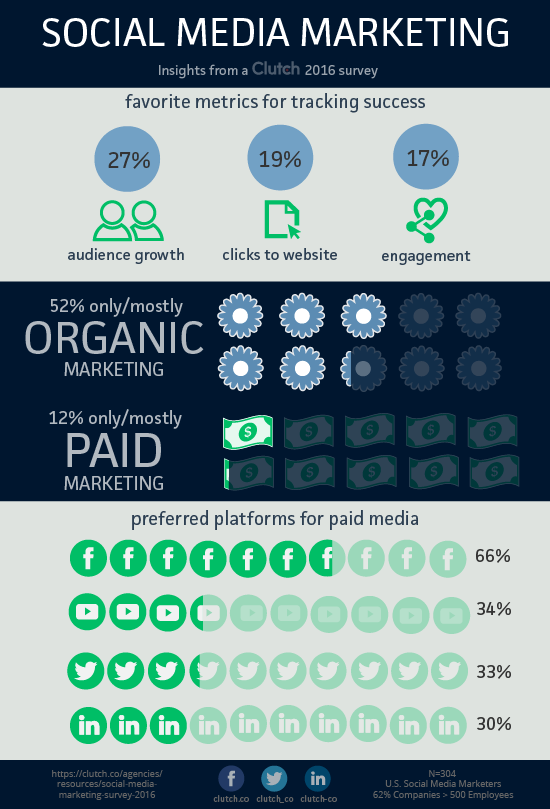 SOCIAL MEDIA MARKETING
Insights from a Clutch 2016 survey
favorite metrics for tracking success
27% 19% 17%
audience growth clicks to website engagement
52% only/mostly
ORGANIC
MARKETING
12% only/mostly
PAID
MARKETING
preferred platforms for paid media
66%
34%
33%
30%
https://clutch.co/agencies/
resources/social-media-
marketing-survey-2016
clutch.co clutch_co clutch-co
N=304
U.S. Social Media Marketers
62% Companies > 500 Employees